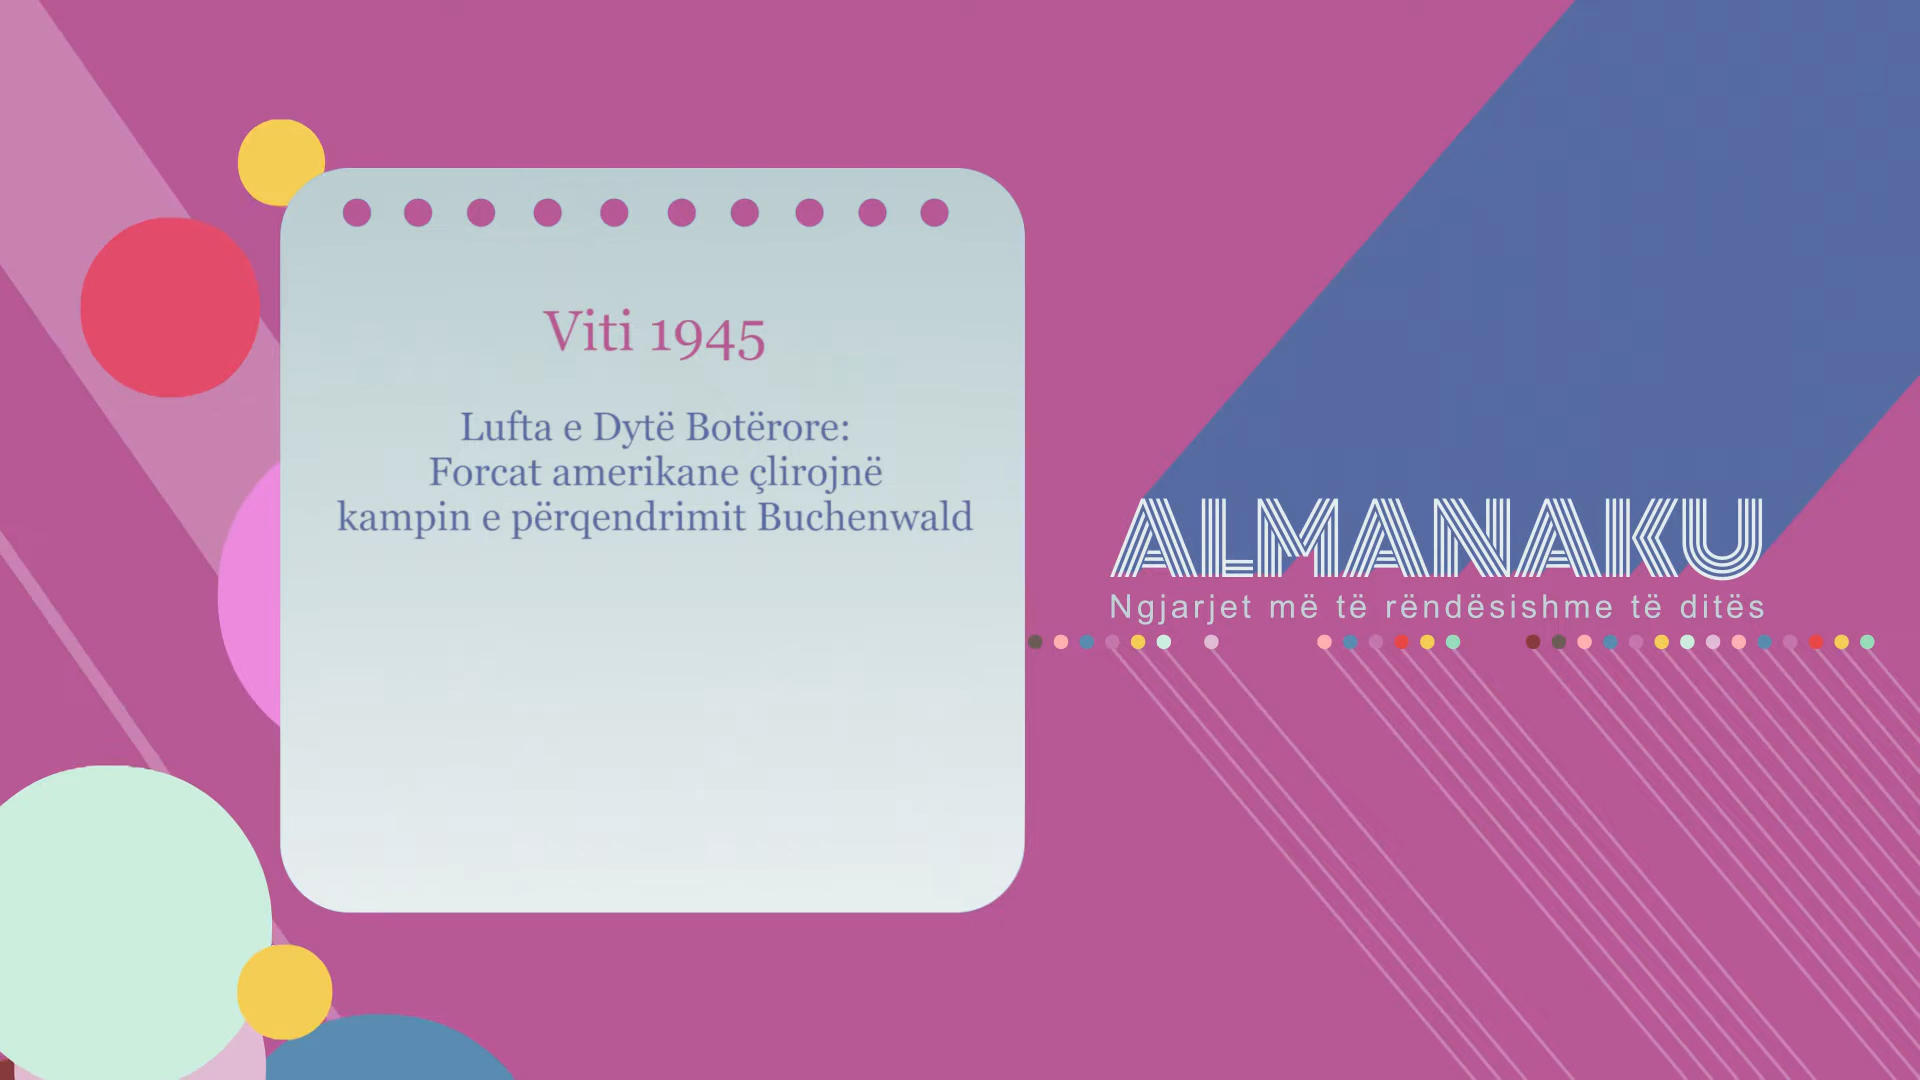 Viti 1945
Lufta e Dytë Botërore:
Forcat amerikane çlirojnë
kampin e përqendrimit Buchenwald
ALMANAKU
Ngjarjet më të rëndësishme të ditës